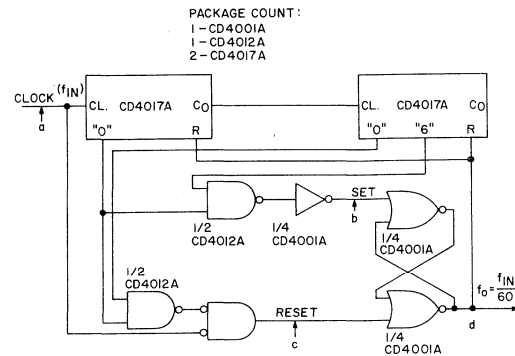 PACKAGE COUNT:
1-CD4001A
1-CD4012A
2-CD4017A
CLOCK (fIN)
a
CL. CD4017A CO
"0" R
CL. CD4017A CO
"0" "6" R
1/2
CD4012A
1/4
CD4001A
SET
b
1/4
CD4001A
1/2
CD4012A
RESET
c
1/4
CD4001A
fO = fIN/60
d